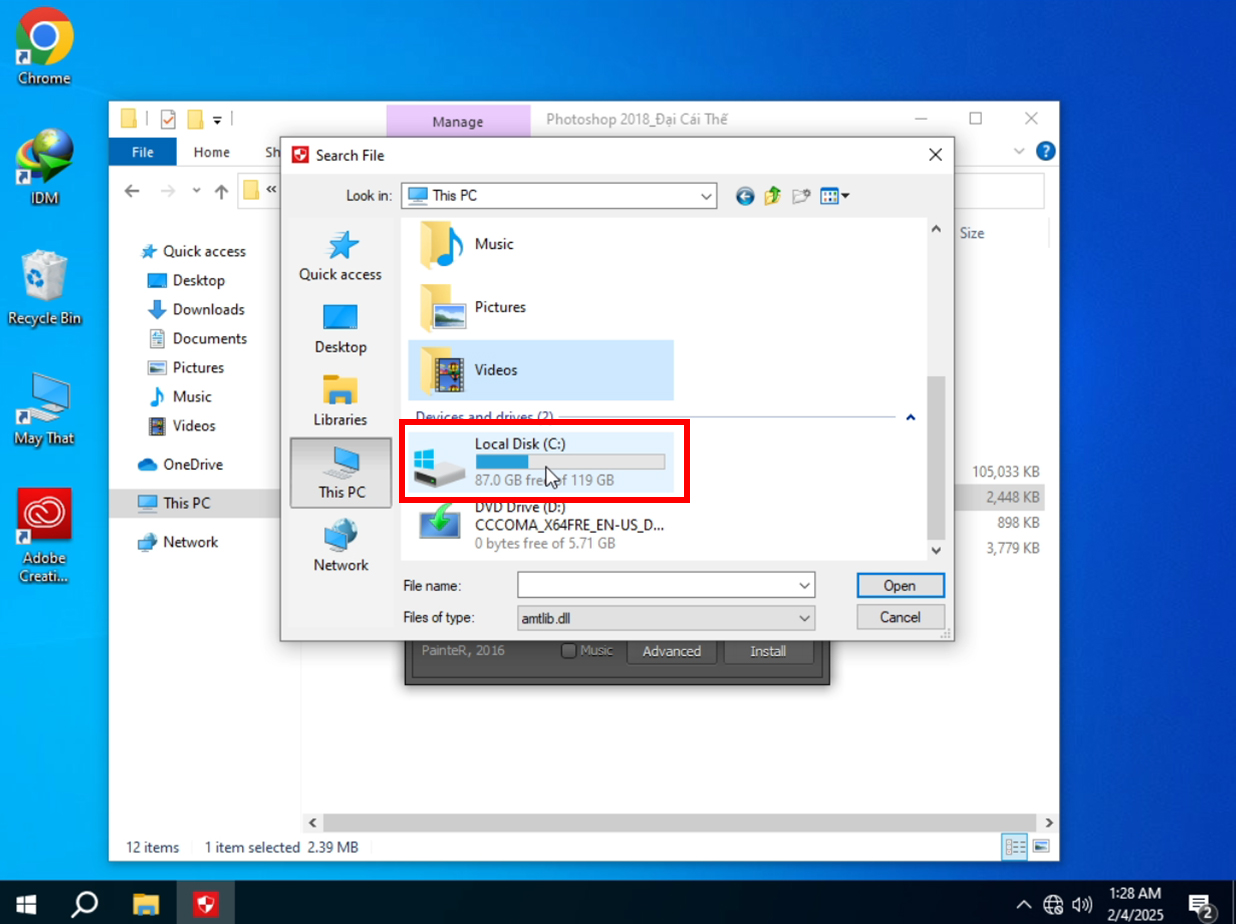 Chrome
IDM
Recycle Bin
May That
Adobe
Creati...
Manage
Photoshop 2018_Đại Cái Thế
File
Home
Sh
«
Quick access
Desktop
Downloads
Documents
Pictures
Music
Videos
OneDrive
This PC
Network
Search File
Look in:
This PC
Quick access
Desktop
Libraries
This PC
Network
Music
Pictures
Videos
Devices and drives (2)
Local Disk (C:)
87.0 GB free of 119 GB
DVD Drive (D:)
CCCOMA_X64FRE_EN-US_D...
0 bytes free of 5.71 GB
File name:
Open
Files of type:
amtlib.dll
Cancel
PainteR, 2016
Music
Advanced
Install
Size
105,033 KB
2,448 KB
898 KB
3,779 KB
12 items
1 item selected 2.39 MB
1:28 AM
2/4/2025
2